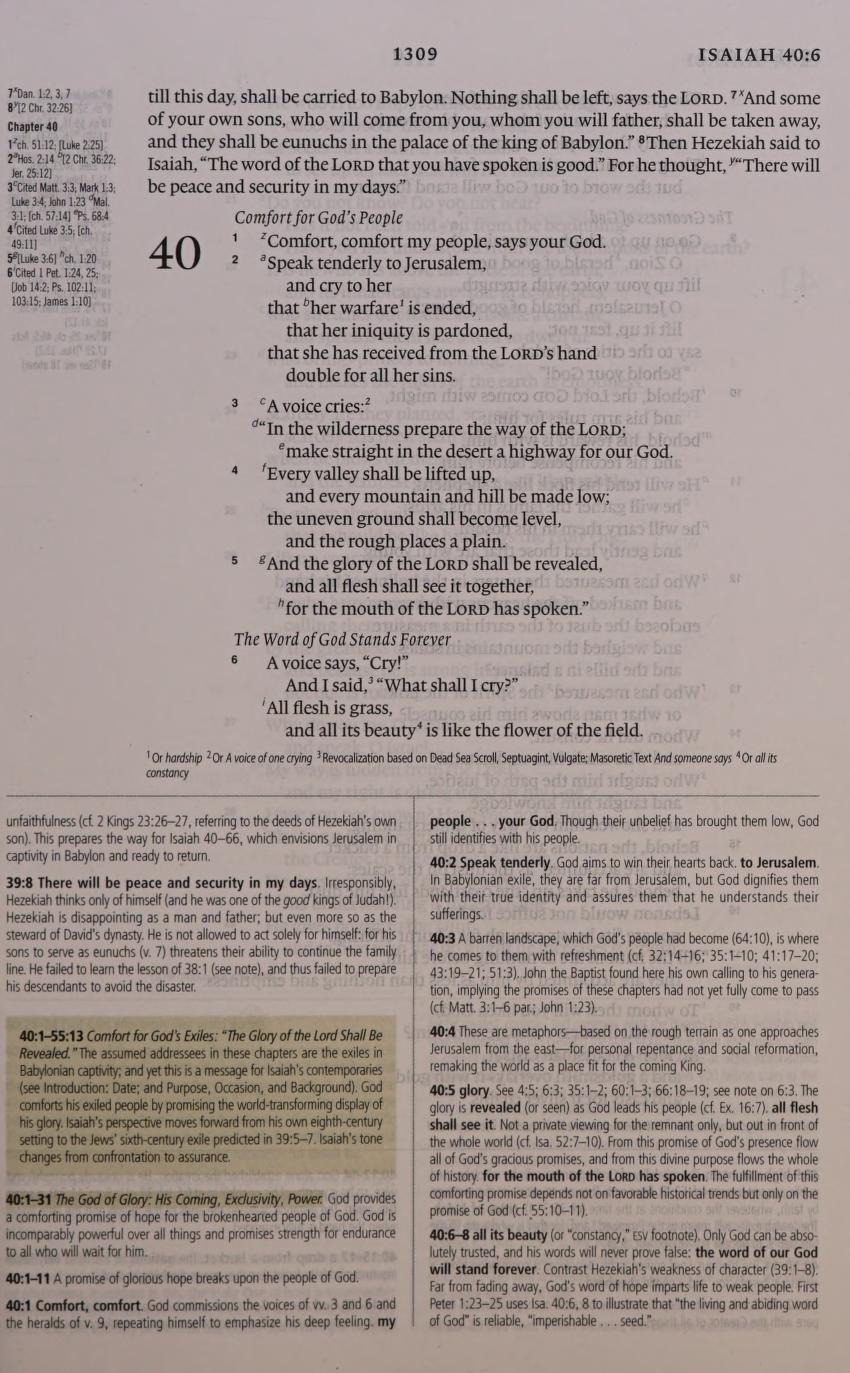 1309
ISAIAH 40:6
7ˣDan. 1:2, 3, 7
8ʸ[2 Chr. 32:26]
Chapter 40
1ᶻch. 51:12; [Luke 2:25]
2ᵃHos. 2:14 ᵇ[2 Chr. 36:22;
Jer. 25:12]
3ᶜCited Matt. 3:3; Mark 1:3;
Luke 3:4; John 1:23 ᵈMal.
3:1; [ch. 57:14] ᵉPs. 68:4
4ᶠCited Luke 3:5; [ch.
49:11]
5ᵍ[Luke 3:6] ʰch. 1:20
6ⁱCited 1 Pet. 1:24, 25;
[Job 14:2; Ps. 102:11;
103:15; James 1:10]
till this day, shall be carried to Babylon. Nothing shall be left, says the LORD. ⁷ˣAnd some
of your own sons, who will come from you, whom you will father, shall be taken away,
and they shall be eunuchs in the palace of the king of Babylon.” ⁸Then Hezekiah said to
Isaiah, “The word of the LORD that you have spoken is good.” For he thought, ʸ“There will
be peace and security in my days.”
Comfort for God's People
40 1 ᶻComfort, comfort my people, says your God.
2 ᵃSpeak tenderly to Jerusalem,
and cry to her
that ᵇher warfare¹ is ended,
that her iniquity is pardoned,
that she has received from the LORD's hand
double for all her sins.
3 ᶜA voice cries:²
ᵈ“In the wilderness prepare the way of the LORD;
ᵉmake straight in the desert a highway for our God.
4 ᶠEvery valley shall be lifted up,
and every mountain and hill be made low;
the uneven ground shall become level,
and the rough places a plain.
5 ᵍAnd the glory of the LORD shall be revealed,
and all flesh shall see it together,
ʰfor the mouth of the LORD has spoken.”
The Word of God Stands Forever
6 A voice says, “Cry!”
And I said,³ “What shall I cry?”
ⁱAll flesh is grass,
and all its beauty⁴ is like the flower of the field.
¹Or hardship ²Or A voice of one crying ³Revocalization based on Dead Sea Scroll, Septuagint, Vulgate; Masoretic Text And someone says ⁴Or all its
constancy
unfaithfulness (cf. 2 Kings 23:26–27, referring to the deeds of Hezekiah's own
son). This prepares the way for Isaiah 40–66, which envisions Jerusalem in
captivity in Babylon and ready to return.
39:8 There will be peace and security in my days. Irresponsibly,
Hezekiah thinks only of himself (and he was one of the good kings of Judah!).
Hezekiah is disappointing as a man and father; but even more so as the
steward of David's dynasty. He is not allowed to act solely for himself: for his
sons to serve as eunuchs (v. 7) threatens their ability to continue the family
line. He failed to learn the lesson of 38:1 (see note), and thus failed to prepare
his descendants to avoid the disaster.
40:1–55:13 Comfort for God's Exiles: “The Glory of the Lord Shall Be
Revealed.” The assumed addressees in these chapters are the exiles in
Babylonian captivity; and yet this is a message for Isaiah's contemporaries
(see Introduction: Date; and Purpose, Occasion, and Background). God
comforts his exiled people by promising the world-transforming display of
his glory. Isaiah's perspective moves forward from his own eighth-century
setting to the Jews' sixth-century exile predicted in 39:5–7. Isaiah's tone
changes from confrontation to assurance.
40:1–31 The God of Glory: His Coming, Exclusivity, Power. God provides
a comforting promise of hope for the brokenhearted people of God. God is
incomparably powerful over all things and promises strength for endurance
to all who will wait for him.
40:1–11 A promise of glorious hope breaks upon the people of God.
40:1 Comfort, comfort. God commissions the voices of vv. 3 and 6 and
the heralds of v. 9, repeating himself to emphasize his deep feeling. my
people . . . your God. Though their unbelief has brought them low, God
still identifies with his people.
40:2 Speak tenderly. God aims to win their hearts back. to Jerusalem.
In Babylonian exile, they are far from Jerusalem, but God dignifies them
with their true identity and assures them that he understands their
sufferings.
40:3 A barren landscape, which God's people had become (64:10), is where
he comes to them with refreshment (cf. 32:14–16; 35:1–10; 41:17–20;
43:19–21; 51:3). John the Baptist found here his own calling to his genera-
tion, implying the promises of these chapters had not yet fully come to pass
(cf. Matt. 3:1–6 par.; John 1:23).
40:4 These are metaphors—based on the rough terrain as one approaches
Jerusalem from the east—for personal repentance and social reformation,
remaking the world as a place fit for the coming King.
40:5 glory. See 4:5; 6:3; 35:1–2; 60:1–3; 66:18–19; see note on 6:3. The
glory is revealed (or seen) as God leads his people (cf. Ex. 16:7). all flesh
shall see it. Not a private viewing for the remnant only, but out in front of
the whole world (cf. Isa. 52:7–10). From this promise of God's presence flow
all of God's gracious promises, and from this divine purpose flows the whole
of history. for the mouth of the LORD has spoken. The fulfillment of this
comforting promise depends not on favorable historical trends but only on the
promise of God (cf. 55:10–11).
40:6–8 all its beauty (or “constancy,” ESV footnote). Only God can be abso-
lutely trusted, and his words will never prove false: the word of our God
will stand forever. Contrast Hezekiah's weakness of character (39:1–8).
Far from fading away, God's word of hope imparts life to weak people. First
Peter 1:23–25 uses Isa. 40:6, 8 to illustrate that “the living and abiding word
of God” is reliable, “imperishable . . . seed.”